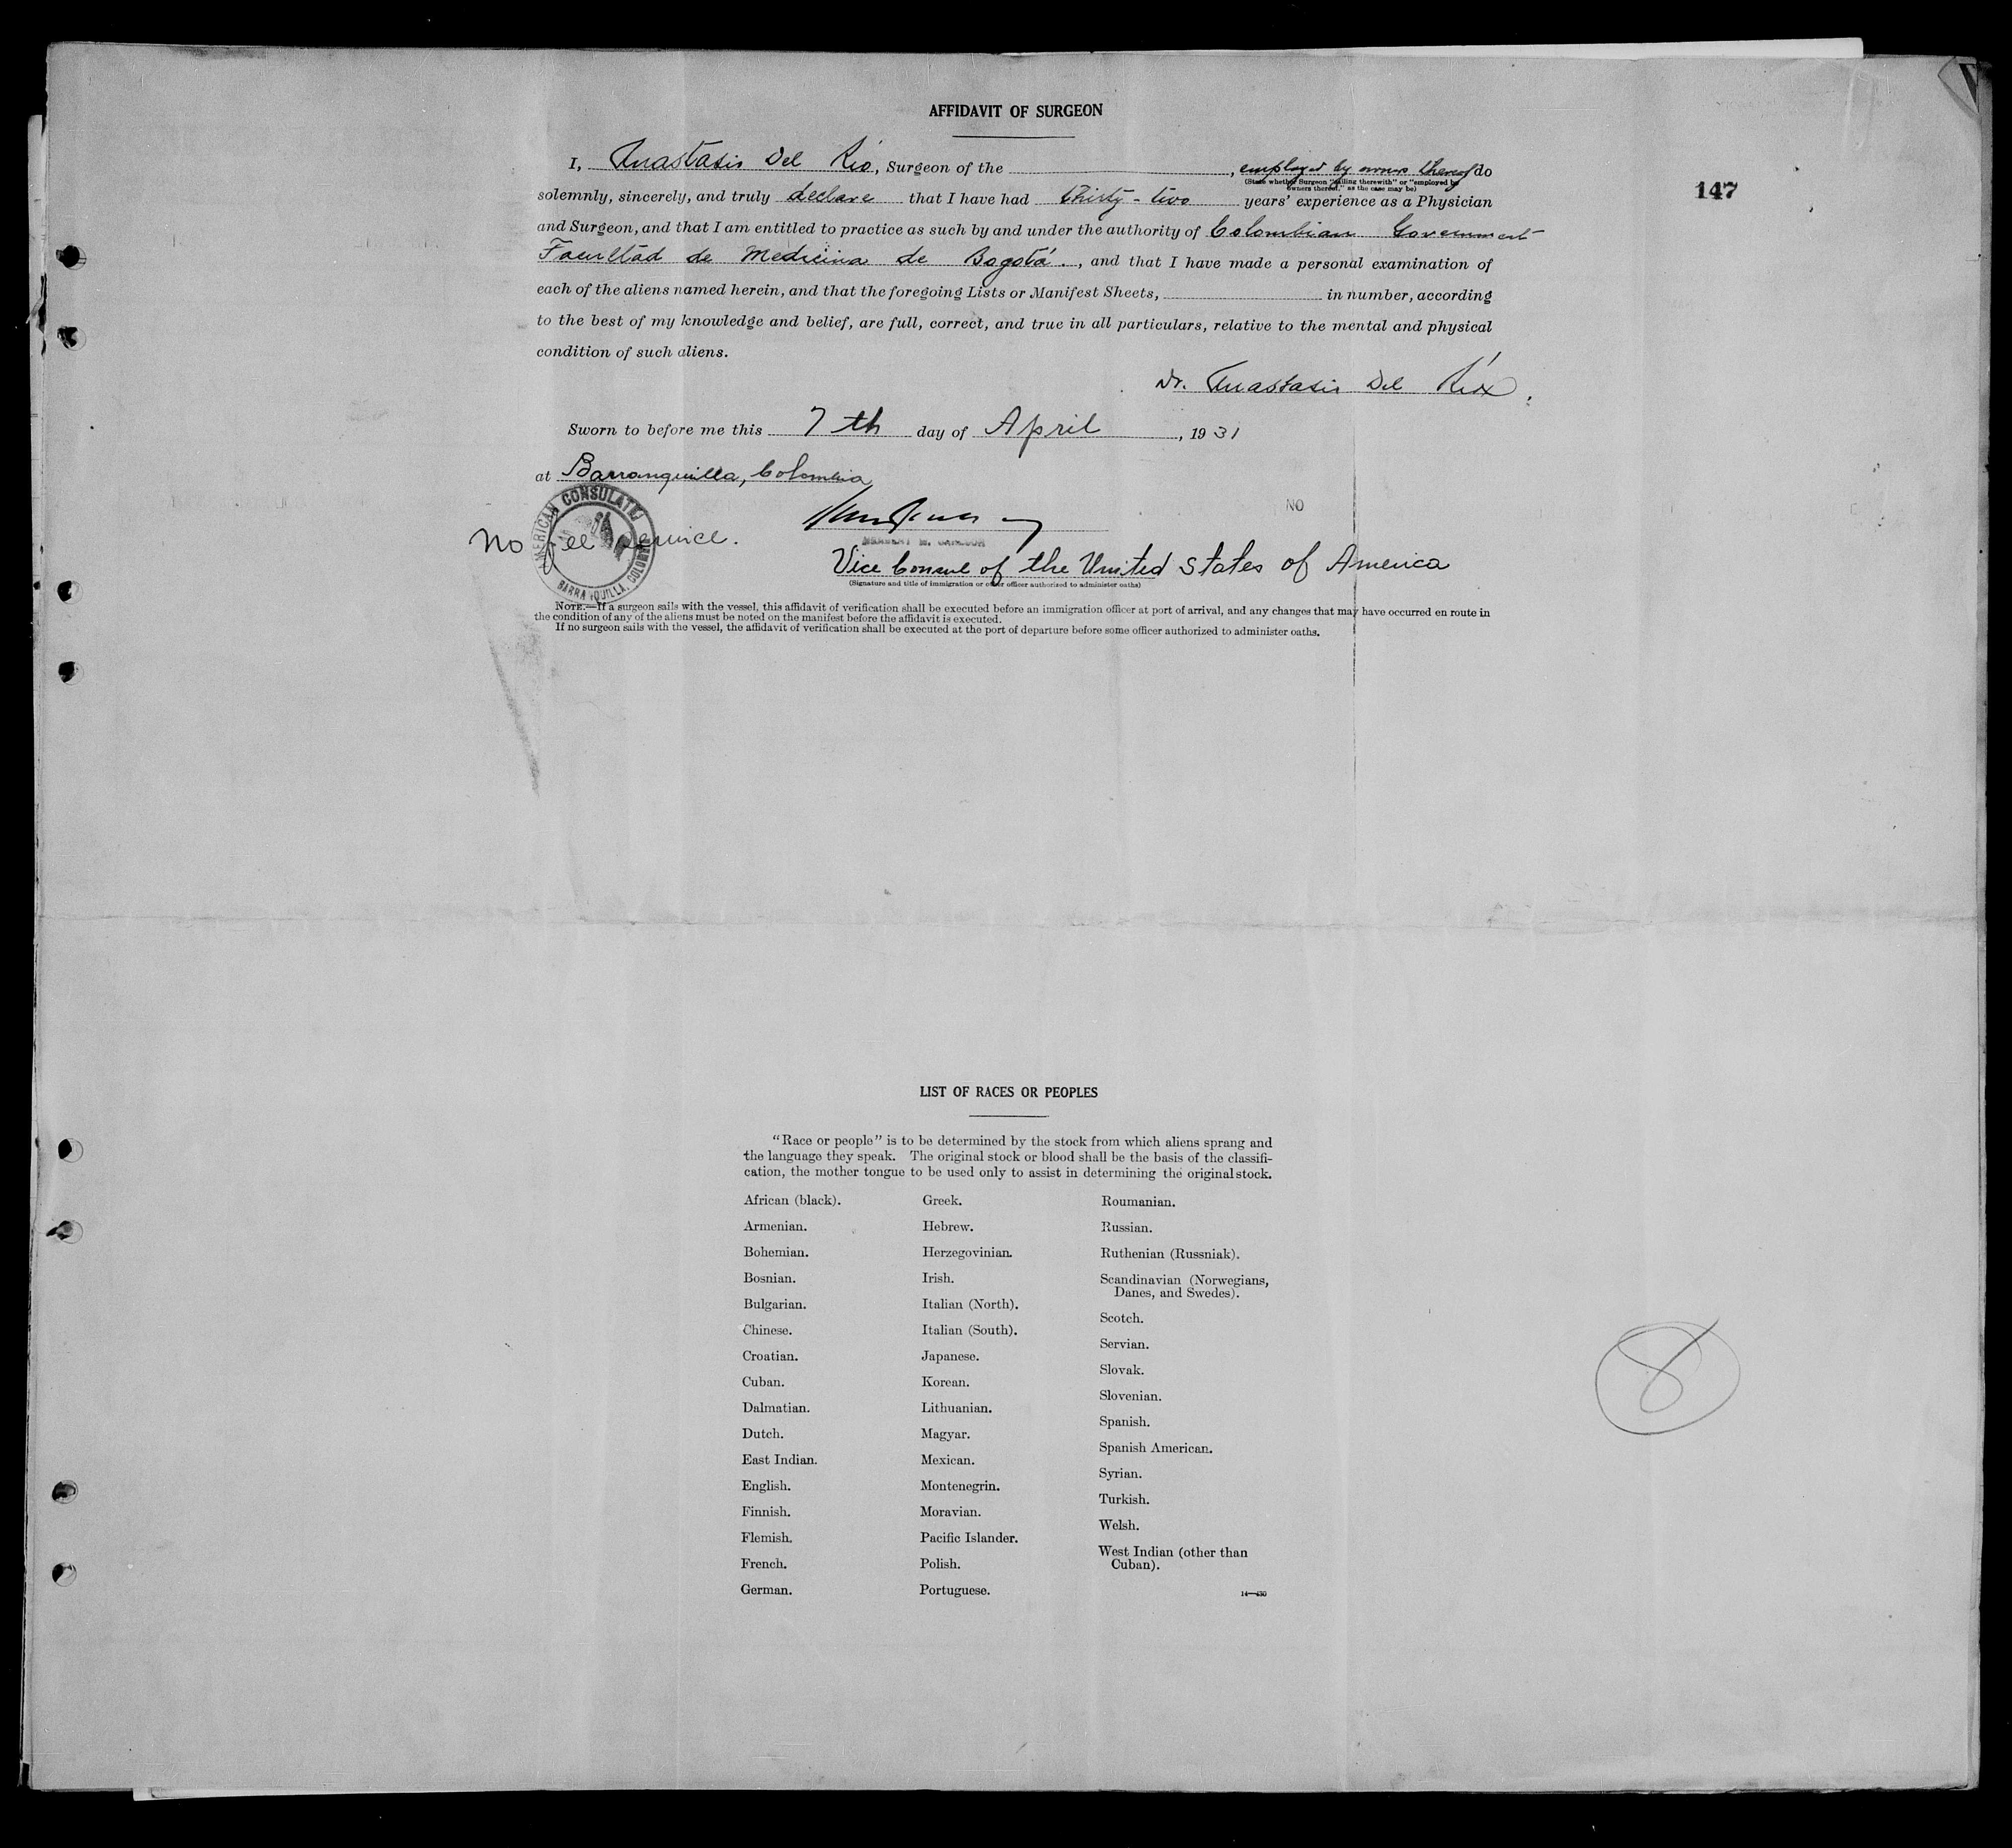 AFFIDAVIT OF SURGEON
147
I, Anastasio Del Río, Surgeon of the , employed by owners thereof do
(State whether Surgeon "sailing therewith" or "employed by
owners thereof," as the case may be)
solemnly, sincerely, and truly declare that I have had thirty-two years' experience as a Physician
and Surgeon, and that I am entitled to practice as such by and under the authority of Colombian Government
Facultad de Medicina de Bogotá., and that I have made a personal examination of
each of the aliens named herein, and that the foregoing Lists or Manifest Sheets, in number, according
to the best of my knowledge and belief, are full, correct, and true in all particulars, relative to the mental and physical
condition of such aliens.
Dr. Anastasio Del Río.
Sworn to before me this 7th day of April, 1931
at Barranquilla, Colombia
AMERICAN CONSULATE
BARRANQUILLA, COLOMBIA
NO
No fee service.
Vice Consul of the United States of America
(Signature and title of immigration or other officer authorized to administer oaths)
NOTE.—If a surgeon sails with the vessel, this affidavit of verification shall be executed before an immigration officer at port of arrival, and any changes that may have occurred en route in
the condition of any of the aliens must be noted on the manifest before the affidavit is executed.
If no surgeon sails with the vessel, the affidavit of verification shall be executed at the port of departure before some officer authorized to administer oaths.
LIST OF RACES OR PEOPLES
"Race or people" is to be determined by the stock from which aliens sprang and
the language they speak. The original stock or blood shall be the basis of the classifi-
cation, the mother tongue to be used only to assist in determining the original stock.
African (black).
Armenian.
Bohemian.
Bosnian.
Bulgarian.
Chinese.
Croatian.
Cuban.
Dalmatian.
Dutch.
East Indian.
English.
Finnish.
Flemish.
French.
German.
Greek.
Hebrew.
Herzegovinian.
Irish.
Italian (North).
Italian (South).
Japanese.
Korean.
Lithuanian.
Magyar.
Mexican.
Montenegrin.
Moravian.
Pacific Islander.
Polish.
Portuguese.
Roumanian.
Russian.
Ruthenian (Russniak).
Scandinavian (Norwegians,
Danes, and Swedes).
Scotch.
Servian.
Slovak.
Slovenian.
Spanish.
Spanish American.
Syrian.
Turkish.
Welsh.
West Indian (other than
Cuban).
14—430
8